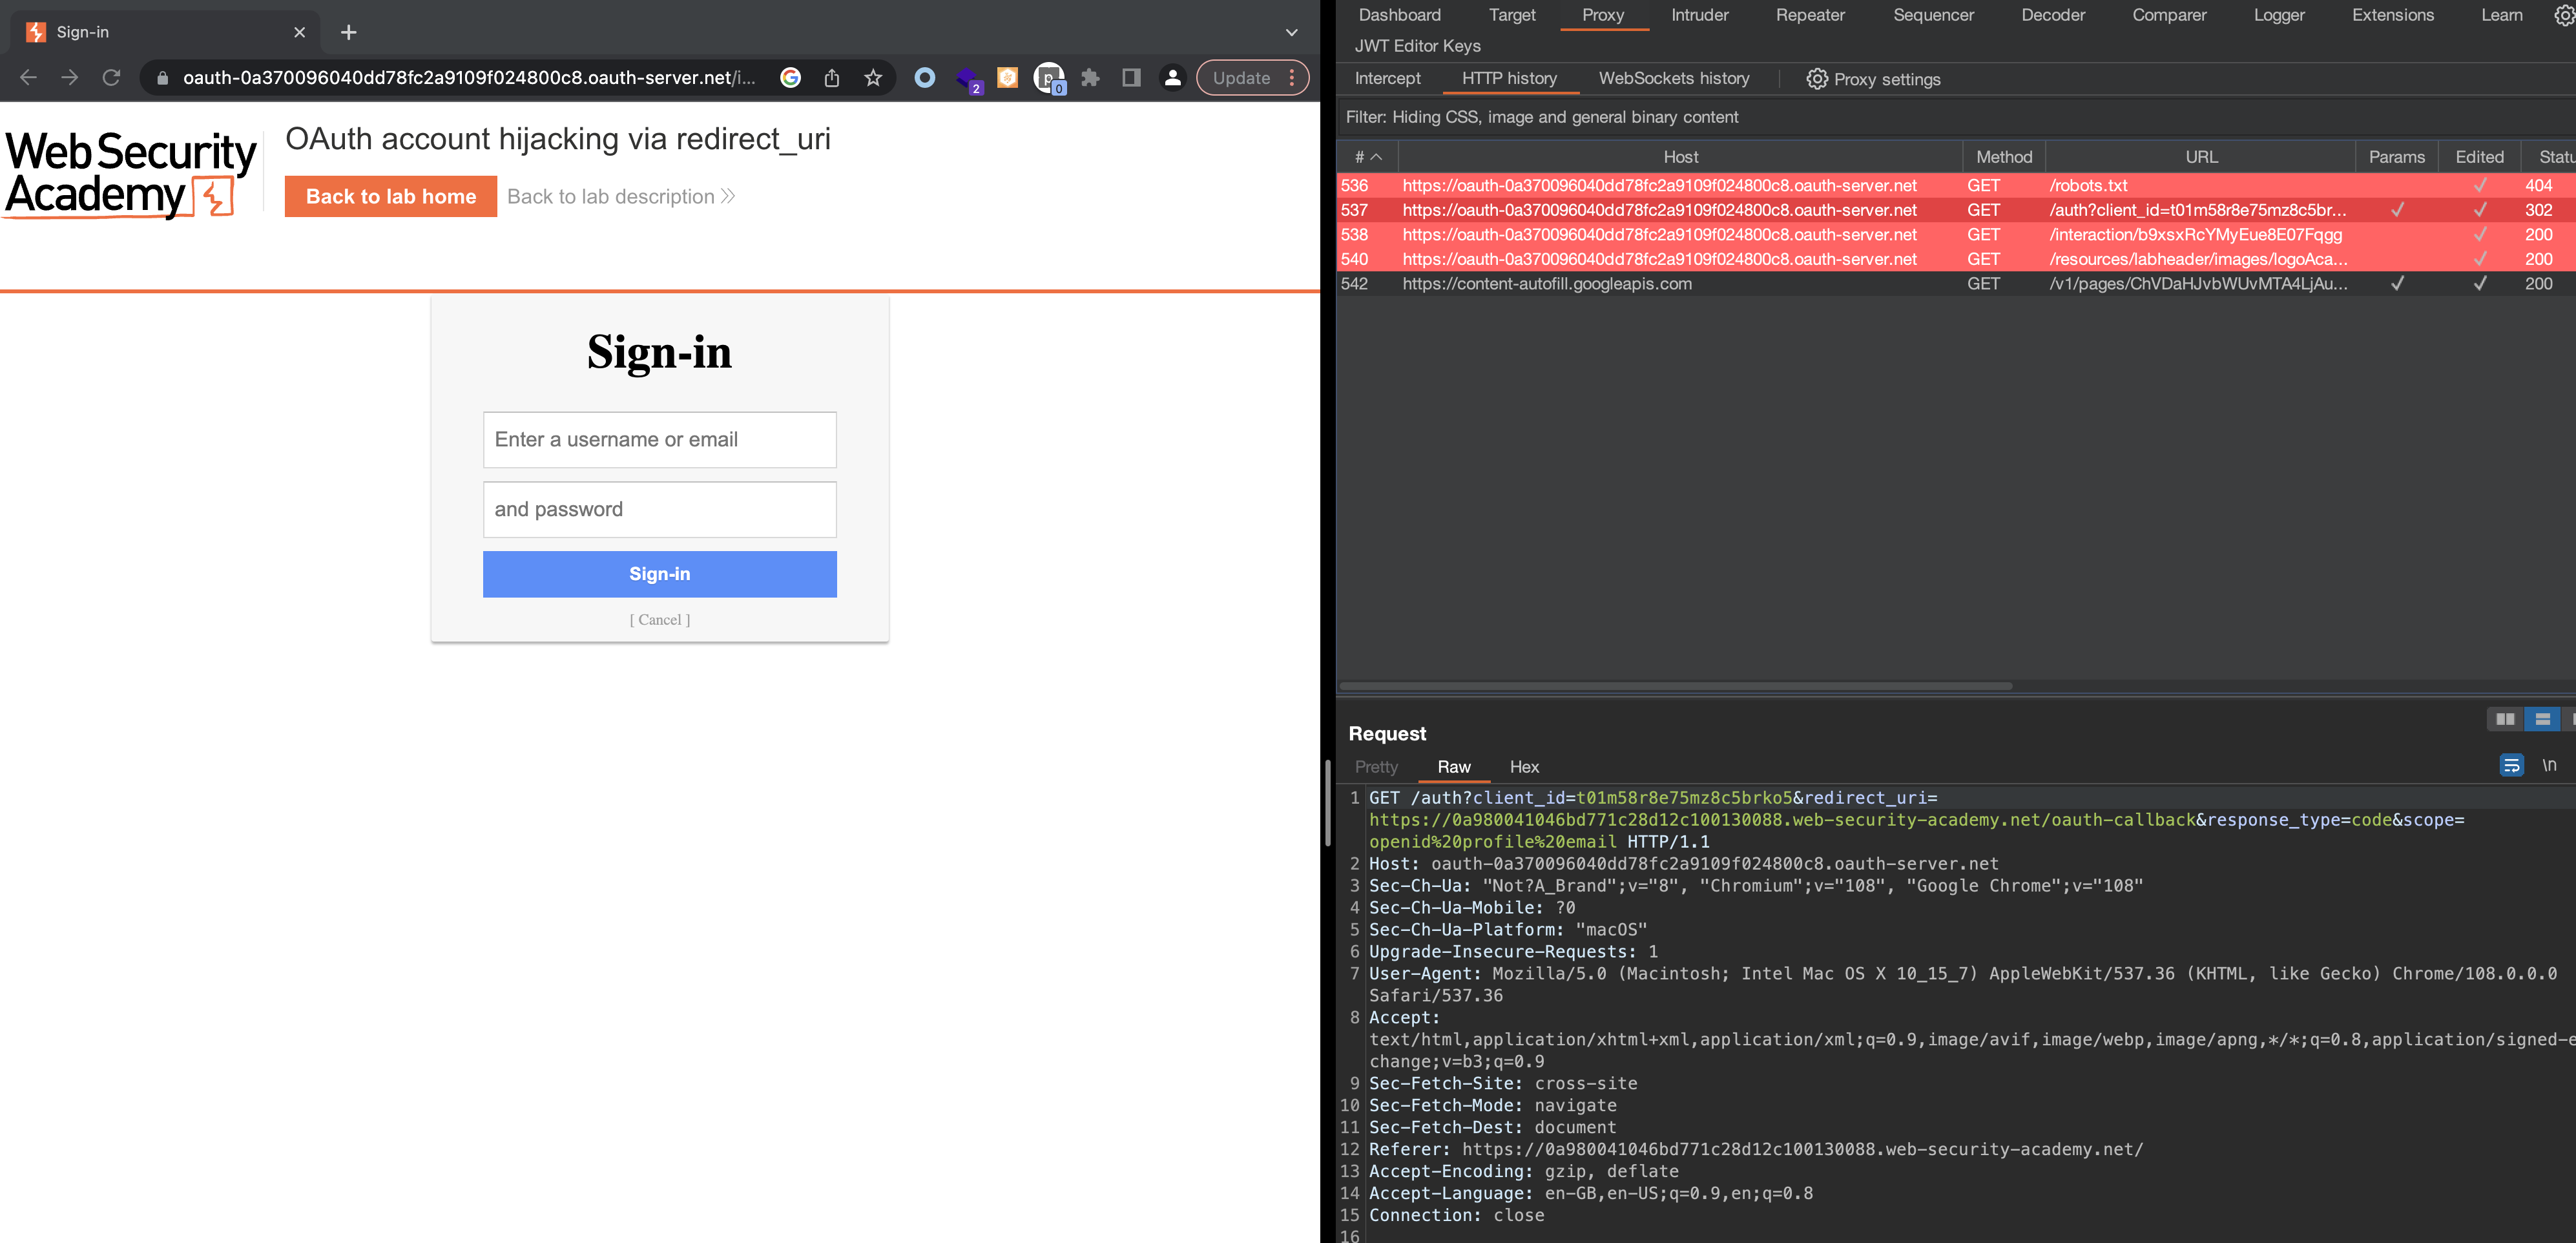 Sign-in
oauth-0a370096040dd78fc2a9109f024800c8.oauth-server.net/i...
2
p
0
Update
Web Security
Academy
OAuth account hijacking via redirect_uri
Back to lab home
Back to lab description
Sign-in
Enter a username or email
and password
Sign-in
[ Cancel ]
Dashboard Target Proxy Intruder Repeater Sequencer Decoder Comparer Logger Extensions Learn
JWT Editor Keys
Intercept HTTP history WebSockets history Proxy settings
Filter: Hiding CSS, image and general binary content
# Host Method URL Params Edited Statu
536 https://oauth-0a370096040dd78fc2a9109f024800c8.oauth-server.net GET /robots.txt 404
537 https://oauth-0a370096040dd78fc2a9109f024800c8.oauth-server.net GET /auth?client_id=t01m58r8e75mz8c5br... 302
538 https://oauth-0a370096040dd78fc2a9109f024800c8.oauth-server.net GET /interaction/b9xsxRcYMyEue8E07Fqgg 200
540 https://oauth-0a370096040dd78fc2a9109f024800c8.oauth-server.net GET /resources/labheader/images/logoAca... 200
542 https://content-autofill.googleapis.com GET /v1/pages/ChVDaHJvbWUvMTA4LjAu... 200
Request
Pretty Raw Hex
\n
1 GET /auth?client_id=t01m58r8e75mz8c5brko5&redirect_uri=
https://0a980041046bd771c28d12c100130088.web-security-academy.net/oauth-callback&response_type=code&scope=
openid%20profile%20email HTTP/1.1
2 Host: oauth-0a370096040dd78fc2a9109f024800c8.oauth-server.net
3 Sec-Ch-Ua: "Not?A_Brand";v="8", "Chromium";v="108", "Google Chrome";v="108"
4 Sec-Ch-Ua-Mobile: ?0
5 Sec-Ch-Ua-Platform: "macOS"
6 Upgrade-Insecure-Requests: 1
7 User-Agent: Mozilla/5.0 (Macintosh; Intel Mac OS X 10_15_7) AppleWebKit/537.36 (KHTML, like Gecko) Chrome/108.0.0.0
Safari/537.36
8 Accept:
text/html,application/xhtml+xml,application/xml;q=0.9,image/avif,image/webp,image/apng,*/*;q=0.8,application/signed-e
change;v=b3;q=0.9
9 Sec-Fetch-Site: cross-site
10 Sec-Fetch-Mode: navigate
11 Sec-Fetch-Dest: document
12 Referer: https://0a980041046bd771c28d12c100130088.web-security-academy.net/
13 Accept-Encoding: gzip, deflate
14 Accept-Language: en-GB,en-US;q=0.9,en;q=0.8
15 Connection: close
16